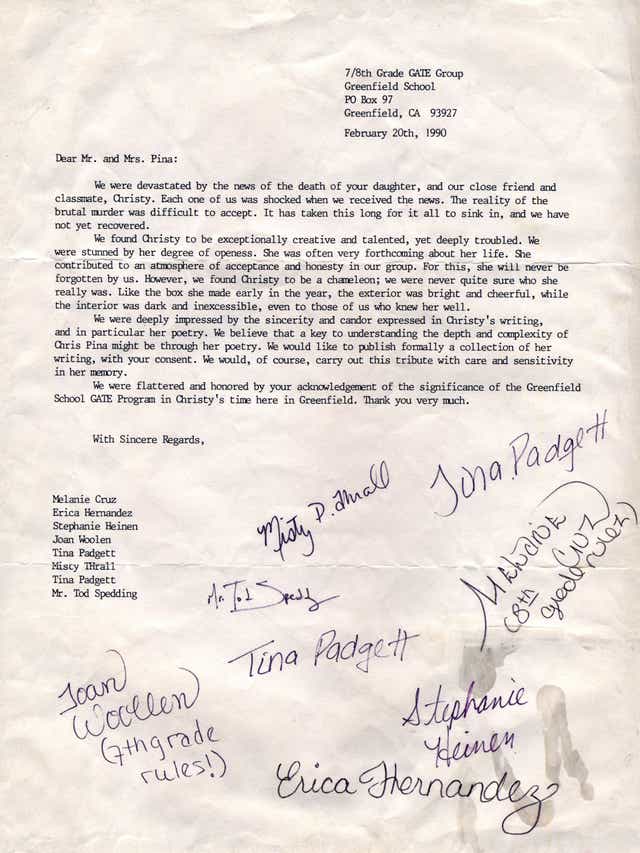 7/8th Grade GATE Group
Greenfield School
PO Box 97
Greenfield, CA 93927
February 20th, 1990
Dear Mr. and Mrs. Pina:
We were devastated by the news of the death of your daughter, and our close friend and
classmate, Christy. Each one of us was shocked when we received the news. The reality of the
brutal murder was difficult to accept. It has taken this long for it all to sink in, and we have
not yet recovered.
We found Christy to be exceptionally creative and talented, yet deeply troubled. We
were stunned by her degree of openess. She was often very forthcoming about her life. She
contributed to an atmosphere of acceptance and honesty in our group. For this, she will never be
forgotten by us. However, we found Christy to be a chameleon; we were never quite sure who she
really was. Like the box she made early in the year, the exterior was bright and cheerful, while
the interior was dark and inexcessible, even to those of us who knew her well.
We were deeply impressed by the sincerity and candor expressed in Christy's writing,
and in particular her poetry. We believe that a key to understanding the depth and complexity of
Chris Pina might be through her poetry. We would like to publish formally a collection of her
writing, with your consent. We would, of course, carry out this tribute with care and sensitivity
in her memory.
We were flattered and honored by your acknowledgement of the significance of the Greenfield
School GATE Program in Christy's time here in Greenfield. Thank you very much.
With Sincere Regards,
Melanie Cruz
Erica Hernandez
Stephanie Heinen
Joan Woolen
Tina Padgett
Misty THrall
Tina Padgett
Mr. Tod Spedding
Tina Padgett
Misty D. Thrall
Melanie
Cruz
(8th
grade rules!)
Mr. Tod Spedding
Tina Padgett
Joan
Woollen
(7th grade
rules!)
Stephanie
Heinen
Erica Hernandez